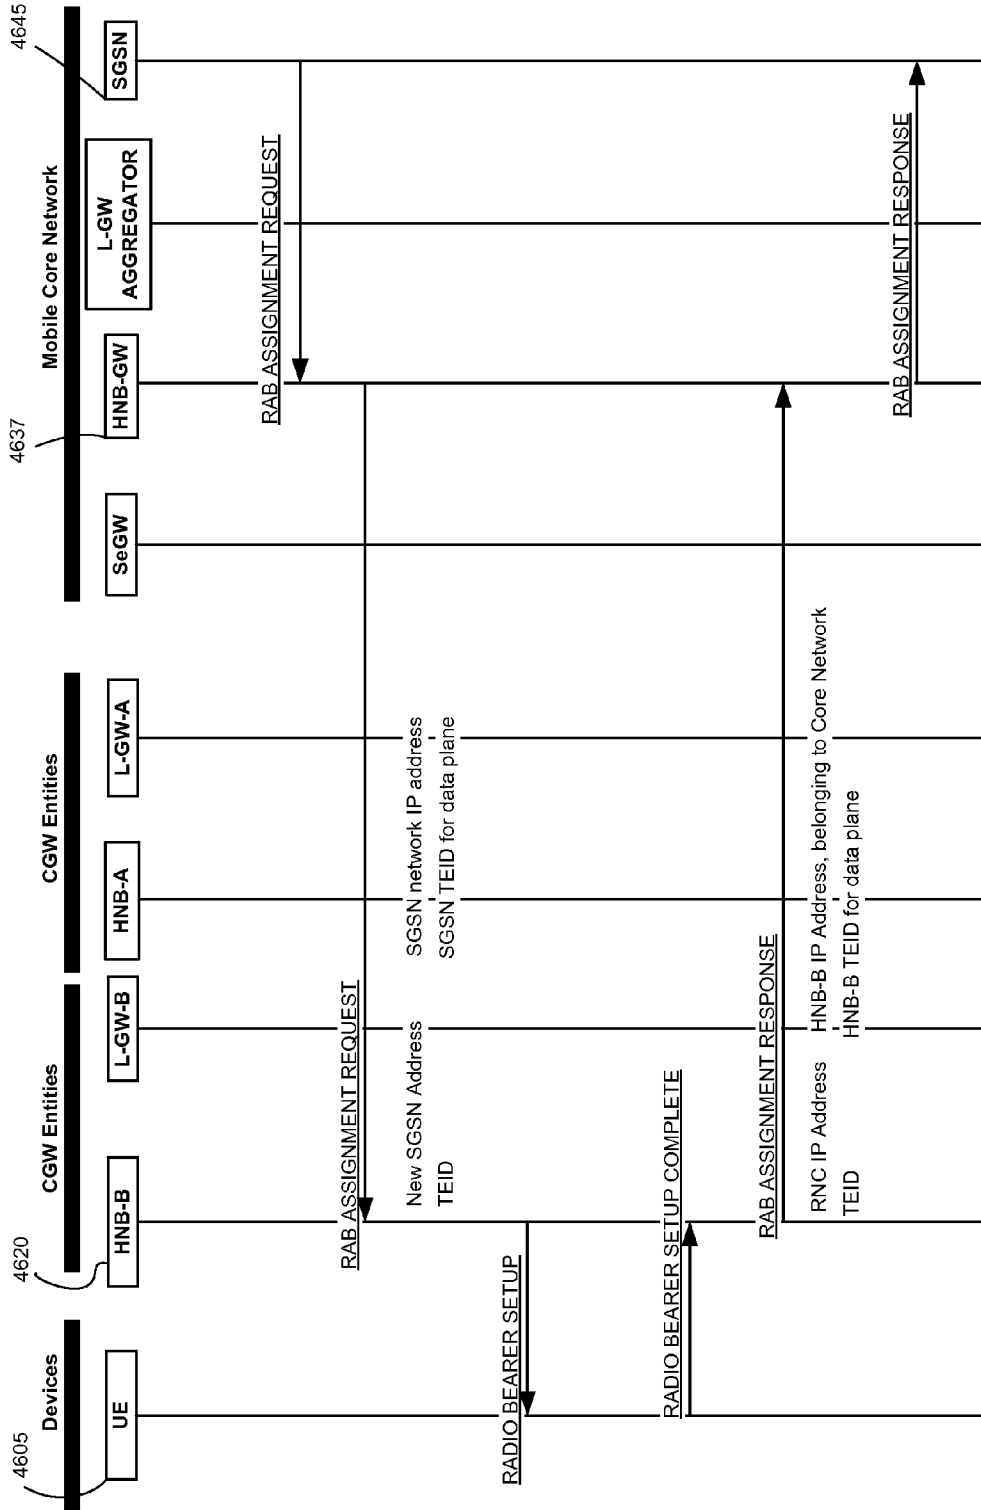 4605
4620
4637
4645
Devices
CGW Entities
CGW Entities
Mobile Core Network
UE
HNB-B
L-GW-B
HNB-A
L-GW-A
SeGW
HNB-GW
L-GW
AGGREGATOR
SGSN
RAB ASSIGNMENT REQUEST
RAB ASSIGNMENT REQUEST
New SGSN Address
SGSN network IP address
TEID
SGSN TEID for data plane
RADIO BEARER SETUP
RADIO BEARER SETUP COMPLETE
RAB ASSIGNMENT RESPONSE
RNC IP Address
HNB-B IP Address, belonging to Core Network
TEID
HNB-B TEID for data plane
RAB ASSIGNMENT RESPONSE